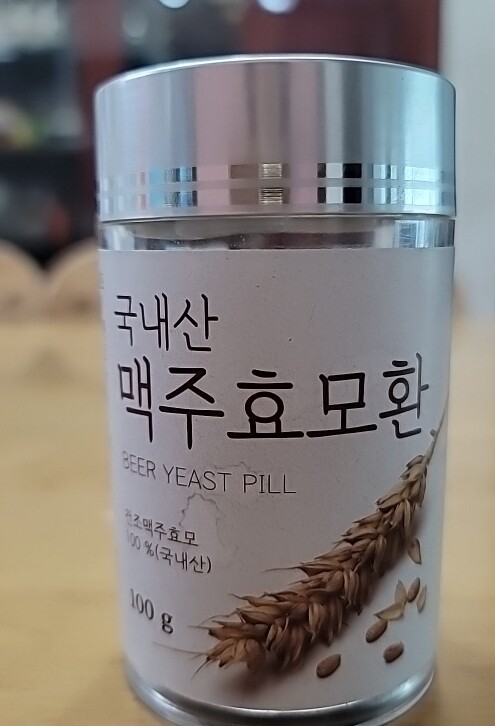 국내산
맥주효모환
BEER YEAST PILL
건조맥주효모
100 %(국내산)
100 g